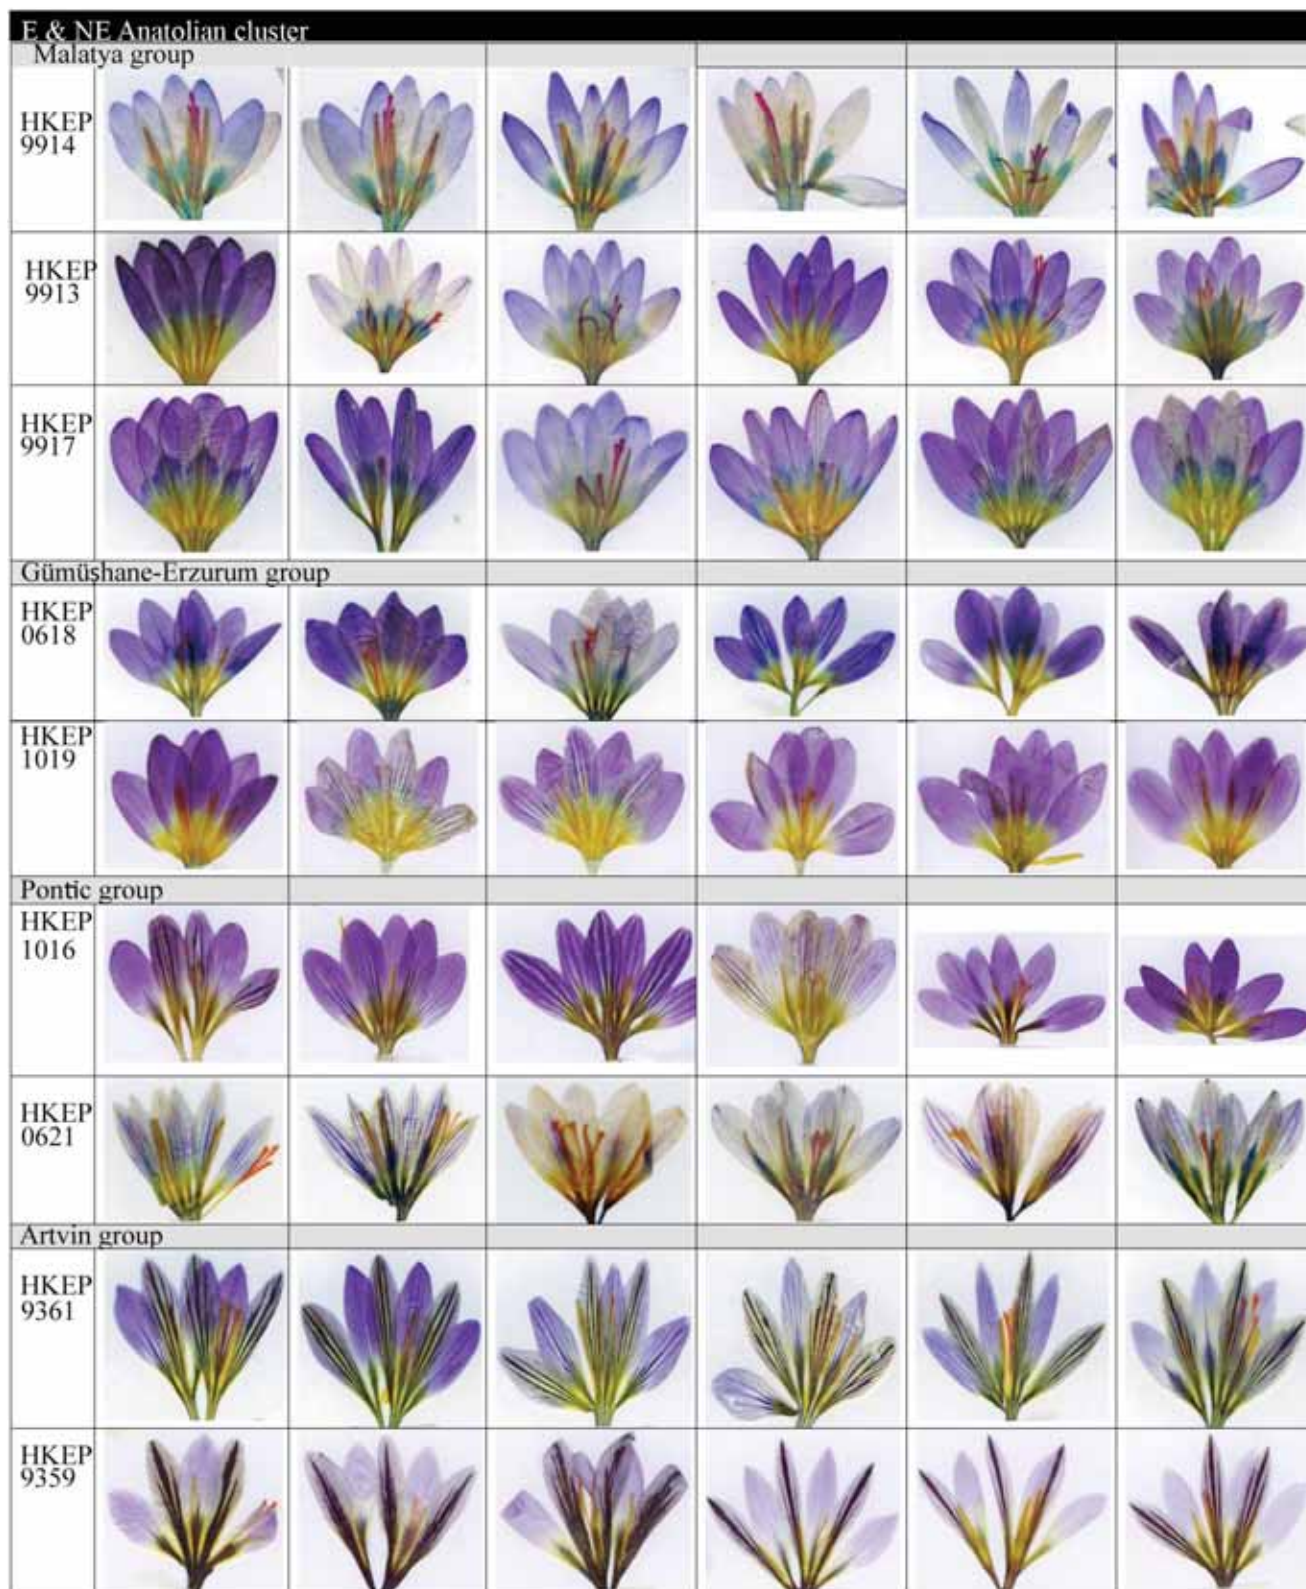 E & NE Anatolian cluster
Malatya group
HKEP
9914
HKEP
9913
HKEP
9917
Gümüşhane-Erzurum group
HKEP
0618
HKEP
1019
Pontic group
HKEP
1016
HKEP
0621
Artvin group
HKEP
9361
HKEP
9359